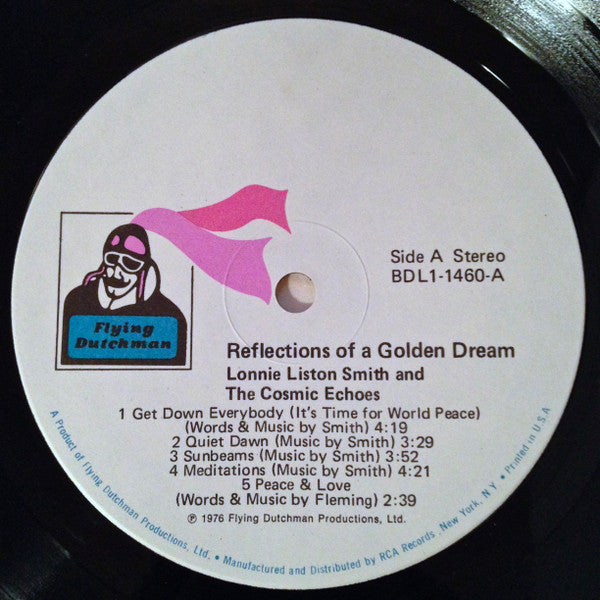 Flying
Dutchman
Side A Stereo
BDL1-1460-A
Reflections of a Golden Dream
Lonnie Liston Smith and
The Cosmic Echoes
1 Get Down Everybody (It's Time for World Peace)
(Words & Music by Smith) 4:19
2 Quiet Dawn (Music by Smith) 3:29
3 Sunbeams (Music by Smith) 3:52
4 Meditations (Music by Smith) 4:21
5 Peace & Love
(Words & Music by Fleming) 2:39
℗ 1976 Flying Dutchman Productions, Ltd.
A Product of Flying Dutchman Productions, Ltd. • Manufactured and Distributed by RCA Records, New York, N.Y. • Printed in U.S.A